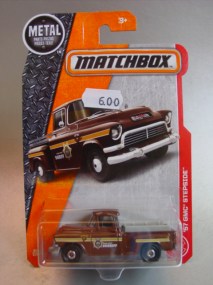 METAL
3+
MATCHBOX
6.00
'57 GMC STEPSIDE